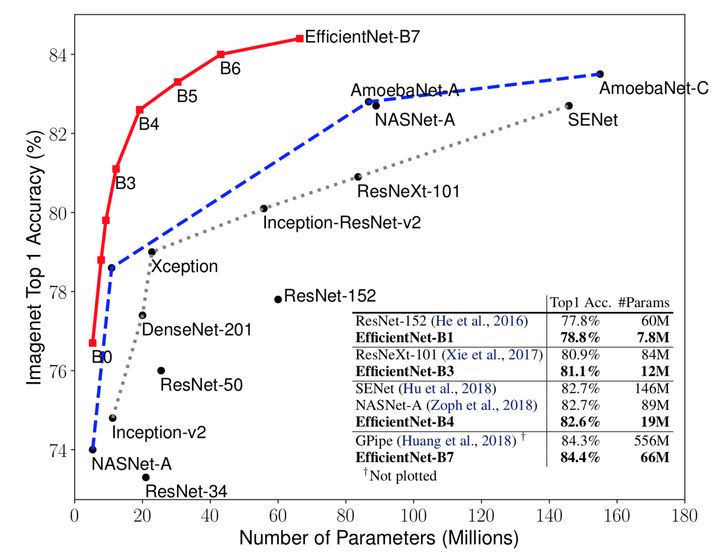 Imagenet Top 1 Accuracy (%)
84
82
80
78
76
74
EfficientNet-B7
B6
B5
AmoebaNet-A
AmoebaNet-C
B4
NASNet-A
SENet
B3
ResNeXt-101
Inception-ResNet-v2
Xception
ResNet-152
DenseNet-201
B0
ResNet-50
Inception-v2
NASNet-A
ResNet-34
Top1 Acc. #Params
ResNet-152 (He et al., 2016) 77.8% 60M
EfficientNet-B1 78.8% 7.8M
ResNeXt-101 (Xie et al., 2017) 80.9% 84M
EfficientNet-B3 81.1% 12M
SENet (Hu et al., 2018) 82.7% 146M
NASNet-A (Zoph et al., 2018) 82.7% 89M
EfficientNet-B4 82.6% 19M
GPipe (Huang et al., 2018) † 84.3% 556M
EfficientNet-B7 84.4% 66M
†Not plotted
0 20 40 60 80 100 120 140 160 180
Number of Parameters (Millions)